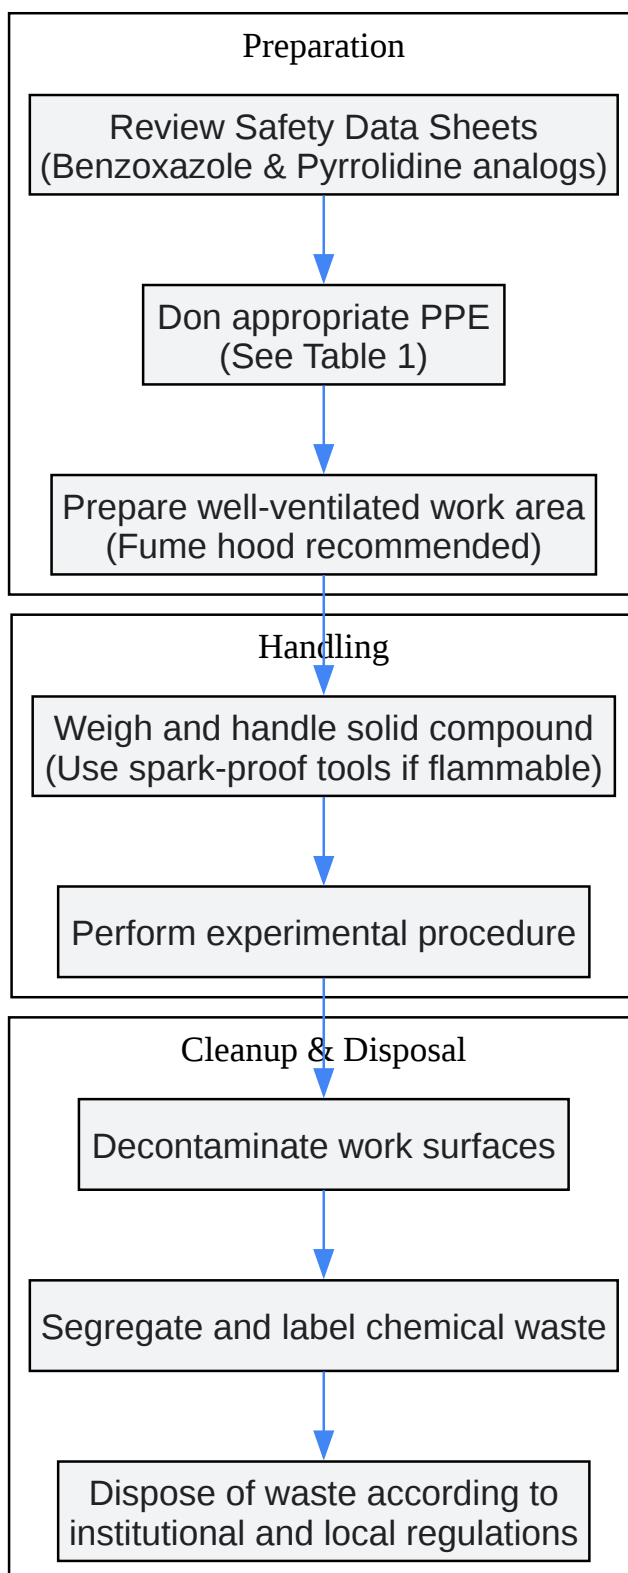 Preparation
Review Safety Data Sheets
(Benzoxazole & Pyrrolidine analogs)
Don appropriate PPE
(See Table 1)
Prepare well-ventilated work area
(Fume hood recommended)
Handling
Weigh and handle solid compound
(Use spark-proof tools if flammable)
Perform experimental procedure
Cleanup & Disposal
Decontaminate work surfaces
Segregate and label chemical waste
Dispose of waste according to
institutional and local regulations